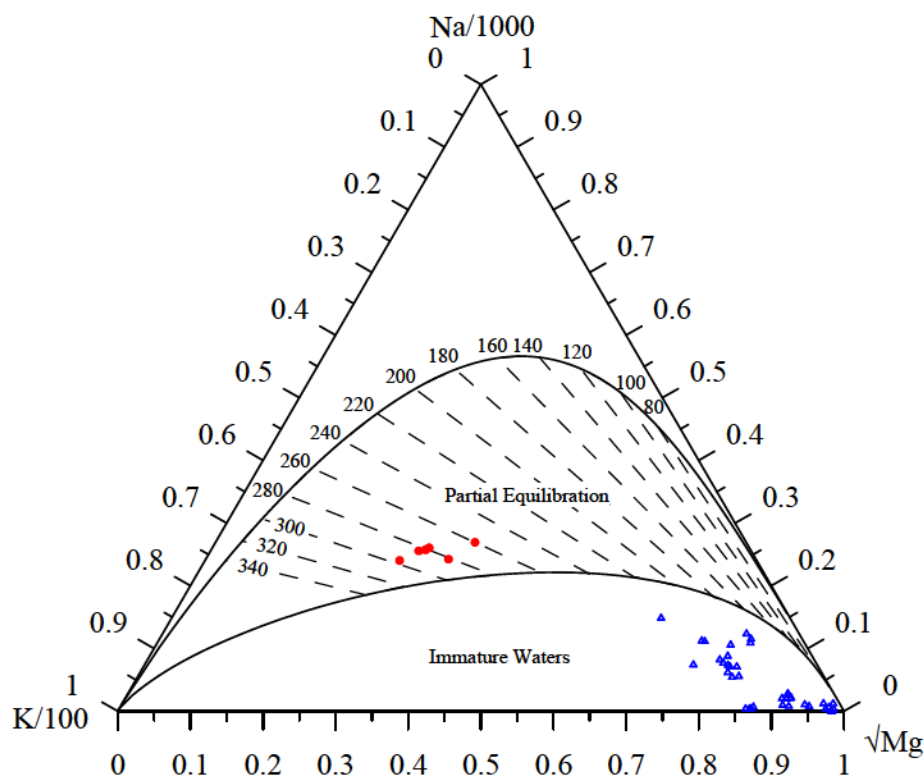 Na/1000
0 1
0.1 0.9
0.2 0.8
0.3 0.7
0.4 0.6
160 140 120
180
200 100
0.5 0.5
80
220
240
0.6 0.4
260
280 Partial Equilibration
0.7 0.3
300
320
0.8 340 0.2
0.9 0.1
Immature Waters
1 0
K/100 √Mg
0 0.1 0.2 0.3 0.4 0.5 0.6 0.7 0.8 0.9 1